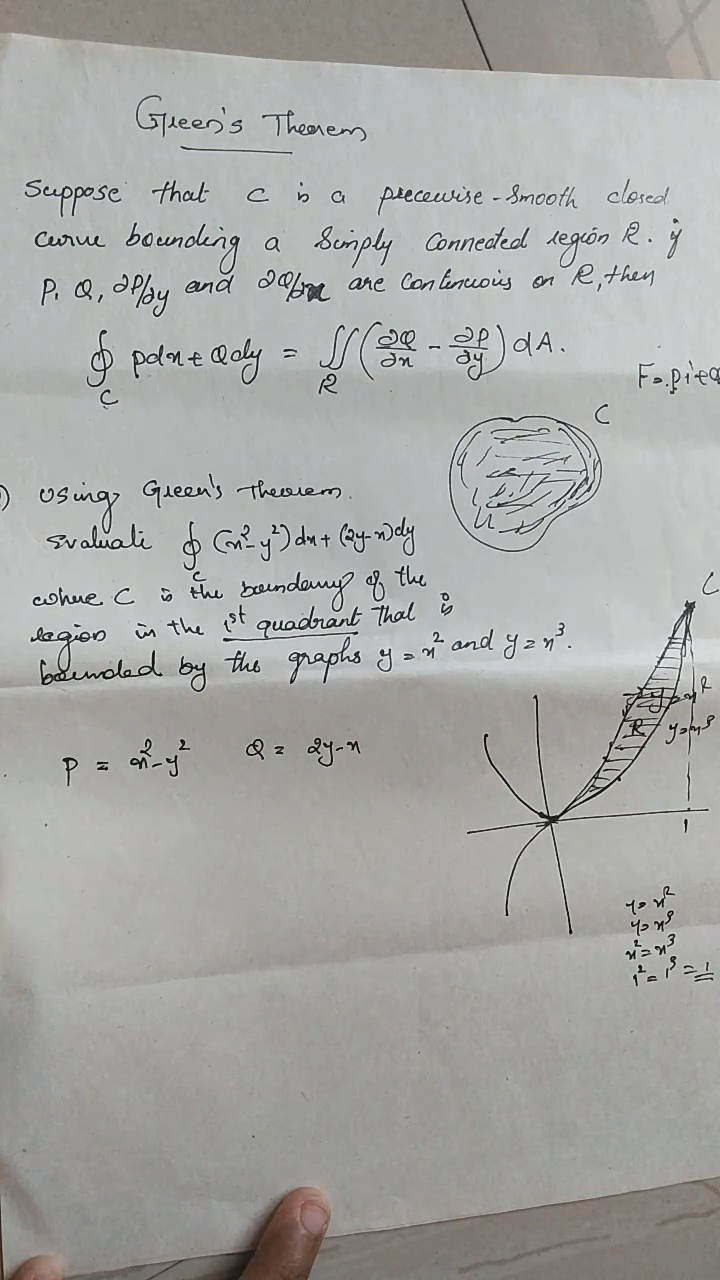 Green's Theorem
Suppose that C is a piecewise-Smooth closed
curve bounding a Simply Connected region R. if
P, Q, ∂P/∂y and ∂Q/∂x are Continuous on R, then
∮_C pdx + Qdy = ∬_R (∂Q/∂x - ∂P/∂y) dA.
F = Pi + Q
C
) Using Green's Theorem.
Evaluate ∮_C (x²-y²)dx + (2y-x)dy
where C is the boundary of the
region in the 1st quadrant That is
bounded by the graphs y = x² and y = x³.
P = x²-y² Q = 2y-x
C
y = x²
R y=x³
1
y = x²
y = x³
x² = x³
1² = 1³ = 1